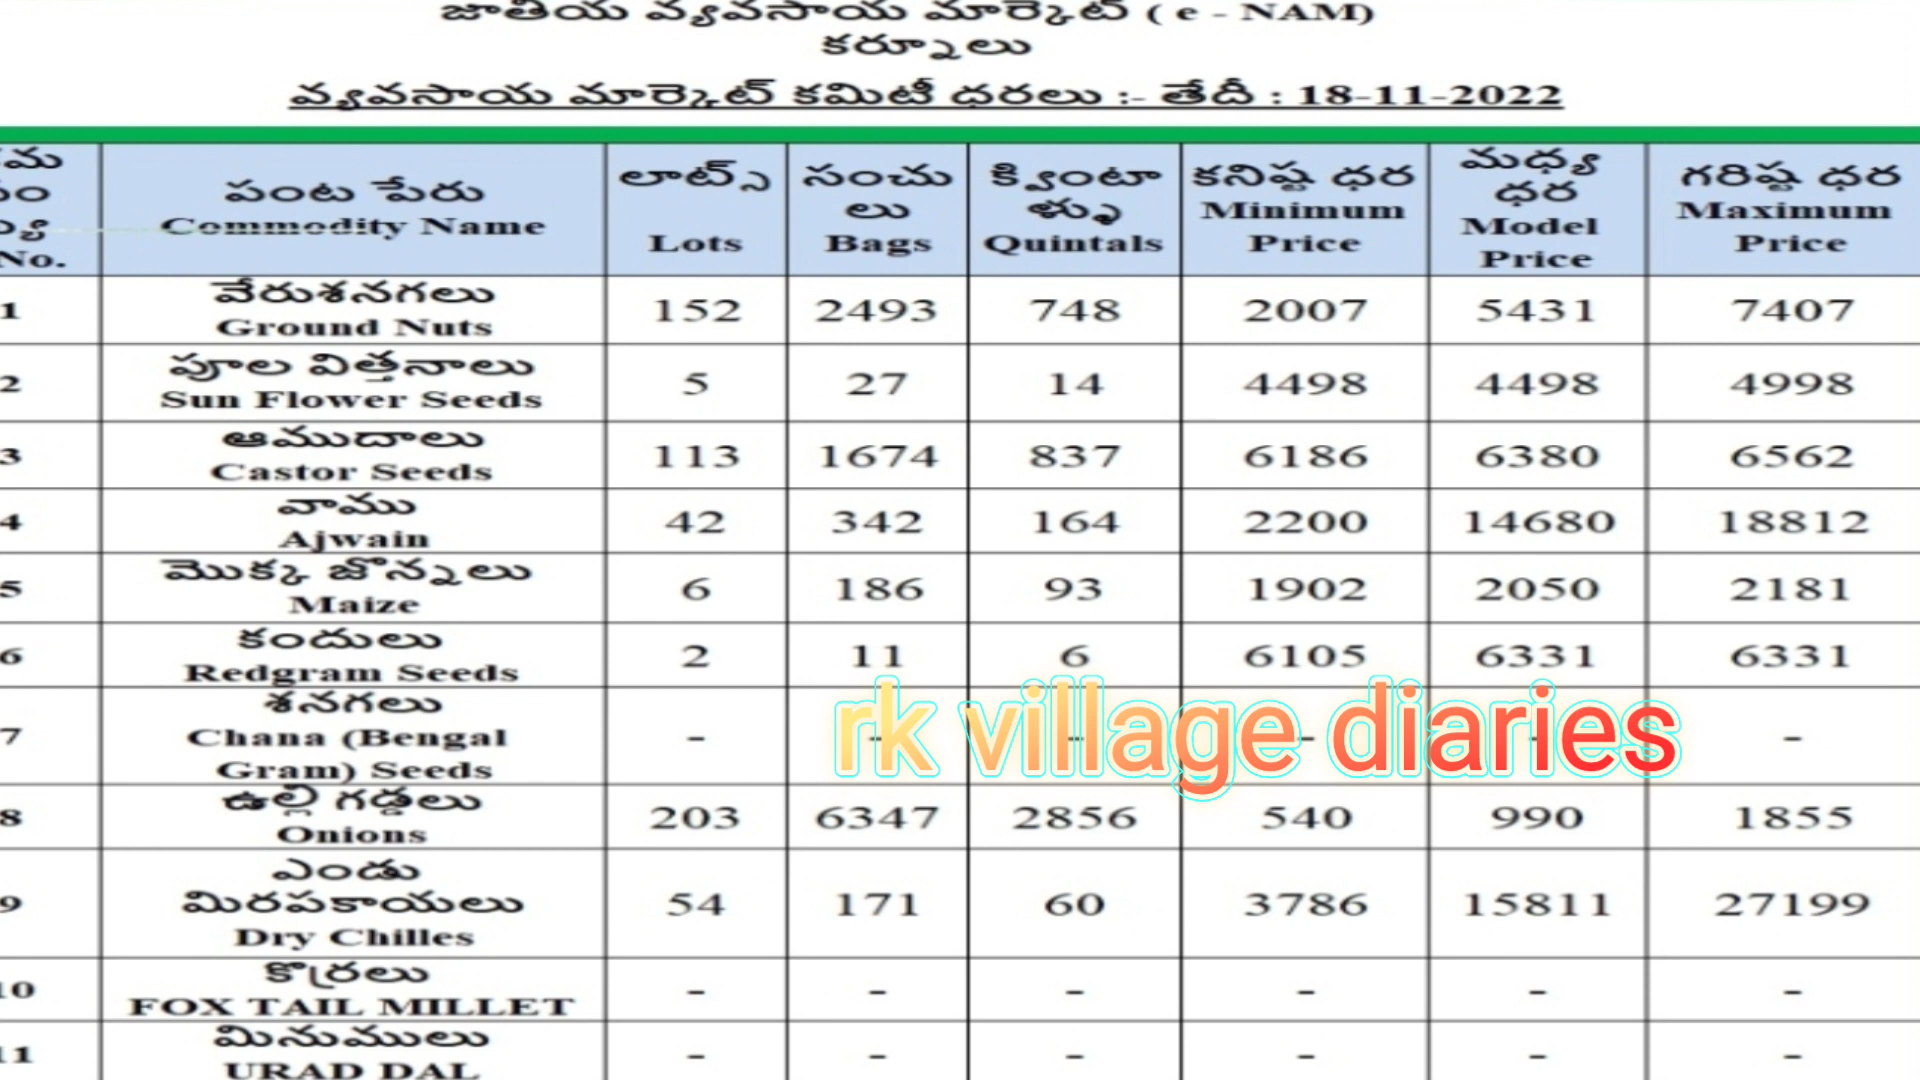 జాతీయ వ్యవసాయ మార్కెట్ ( e - NAM)
కర్నూలు
వ్యవసాయ మార్కెట్ కమిటీ ధరలు :- తేదీ : 18-11-2022
పంట పేరు Commodity Name
లాట్స్ Lots
సంచులు Bags
క్వింటాళ్ళు Quintals
కనిష్ట ధర Minimum Price
మధ్య ధర Model Price
గరిష్ట ధర Maximum Price
No.
1 వేరుశనగలు Ground Nuts 152 2493 748 2007 5431 7407
2 పూల విత్తనాలు Sun Flower Seeds 5 27 14 4498 4498 4998
3 ఆముదాలు Castor Seeds 113 1674 837 6186 6380 6562
4 వాము Ajwain 42 342 164 2200 14680 18812
5 మొక్క జొన్నలు Maize 6 186 93 1902 2050 2181
6 కందులు Redgram Seeds 2 11 6 6105 6331 6331
7 శనగలు Chana (Bengal Gram) Seeds - - - - - -
rk village diaries
8 ఉల్లి గడ్డలు Onions 203 6347 2856 540 990 1855
9 ఎండు మిరపకాయలు Dry Chilles 54 171 60 3786 15811 27199
10 కొర్రలు FOX TAIL MILLET - - - - - -
11 మినుములు URAD DAL - - - - - -